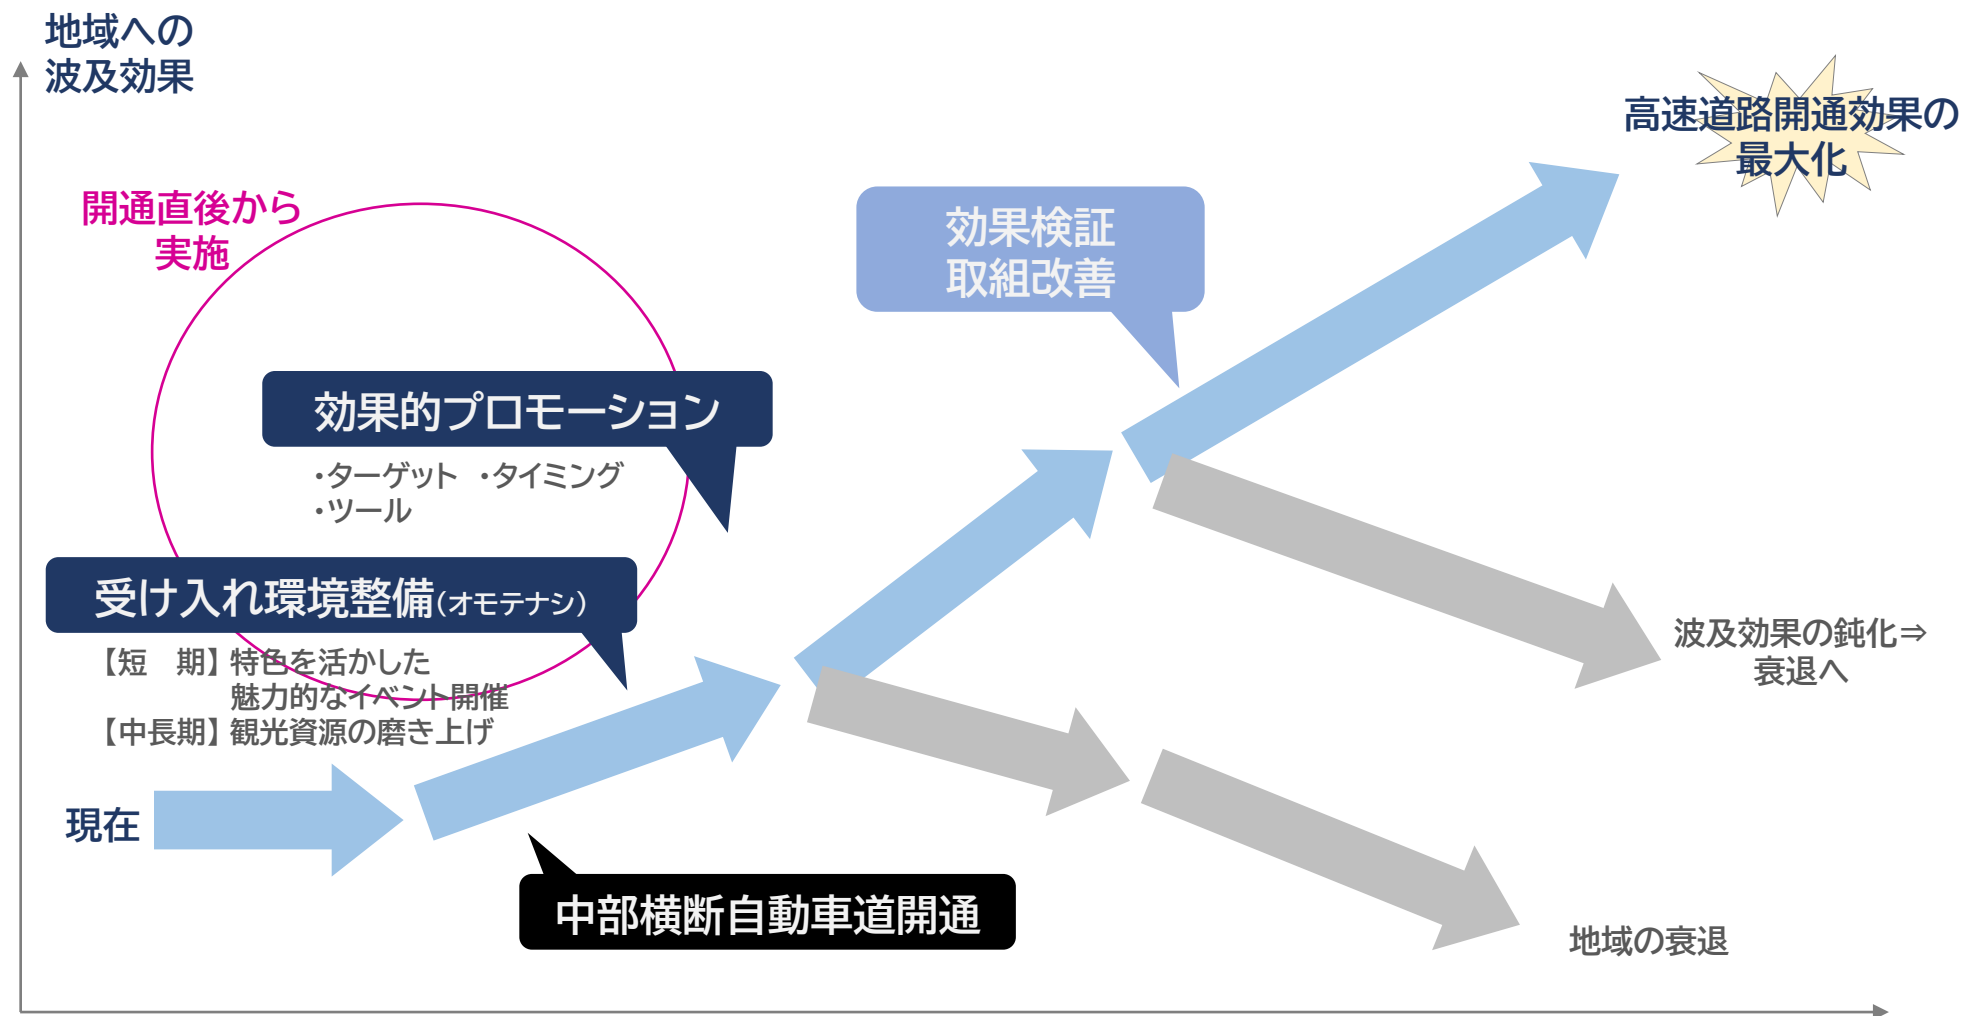 地域への
波及効果
高速道路開通効果の
最大化
開通直後から
実施
効果検証
取組改善
効果的プロモーション
・ターゲット　・タイミング
・ツール
受け入れ環境整備(オモテナシ)
【短　期】特色を活かした
魅力的なイベント開催
【中長期】観光資源の磨き上げ
波及効果の鈍化⇒
衰退へ
現在
中部横断自動車道開通
地域の衰退